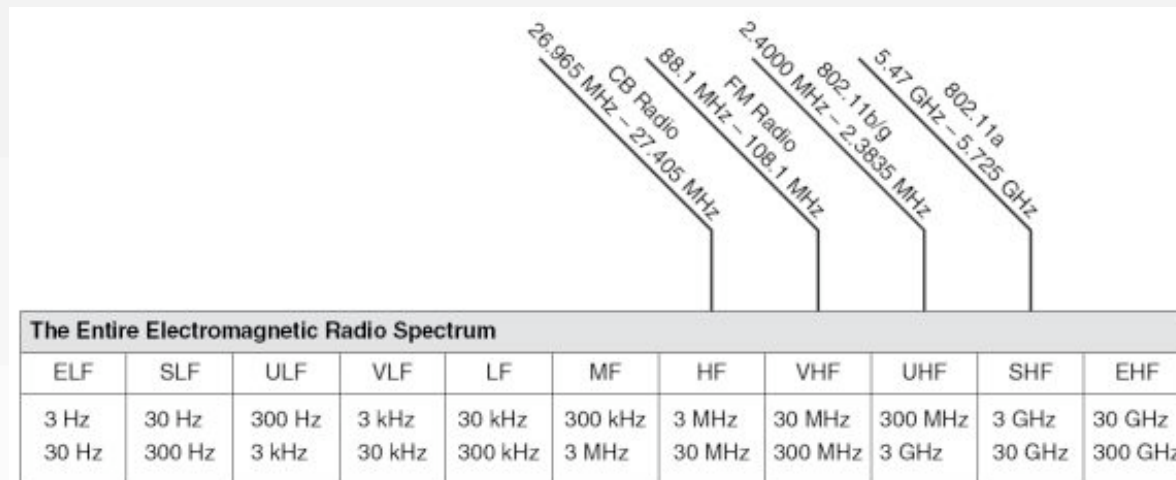 26.965 MHz – 27.405 MHz
CB Radio
88.1 MHz – 108.1 MHz
FM Radio
2.4000 MHz – 2.3835 MHz
802.11b/g
5.47 GHz – 5.725 GHz
802.11a
The Entire Electromagnetic Radio Spectrum
ELF SLF ULF VLF LF MF HF VHF UHF SHF EHF
3 Hz 30 Hz 300 Hz 3 kHz 30 kHz 300 kHz 3 MHz 30 MHz 300 MHz 3 GHz 30 GHz
30 Hz 300 Hz 3 kHz 30 kHz 300 kHz 3 MHz 30 MHz 300 MHz 3 GHz 30 GHz 300 GHz